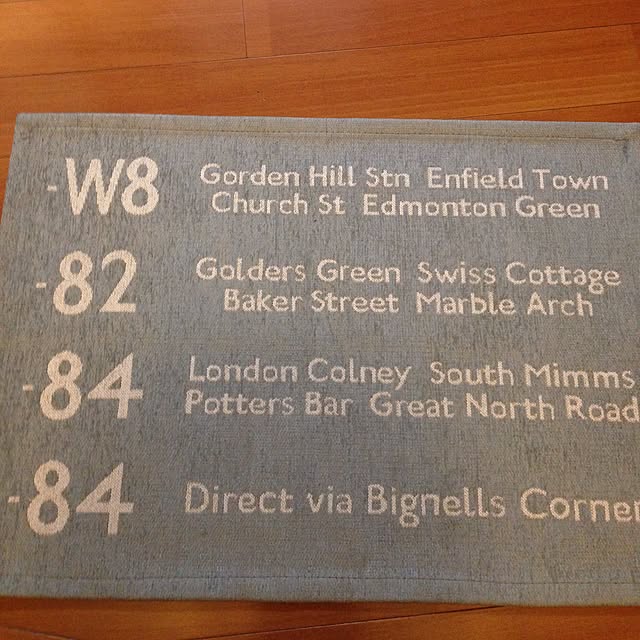 -W8 Gorden Hill Stn Enfield Town
Church St Edmonton Green
-82 Golders Green Swiss Cottage
Baker Street Marble Arch
-84 London Colney South Mimms
Potters Bar Great North Road
-84 Direct via Bignells Corner